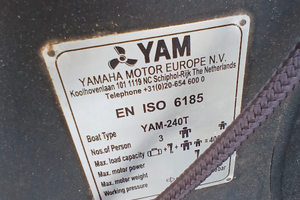 YAM
YAMAHA MOTOR EUROPE N.V.
Koolhovenlaan 101 1119 NC Schiphol-Rijk The Netherlands
Telephone +31(0)20-654 600 0
EN ISO 6185
Boat Type YAM-240T
Nos. of Person 3
Max. load capacity + + = 40
Max. motor power
Max. motor weight
Working pressure bar